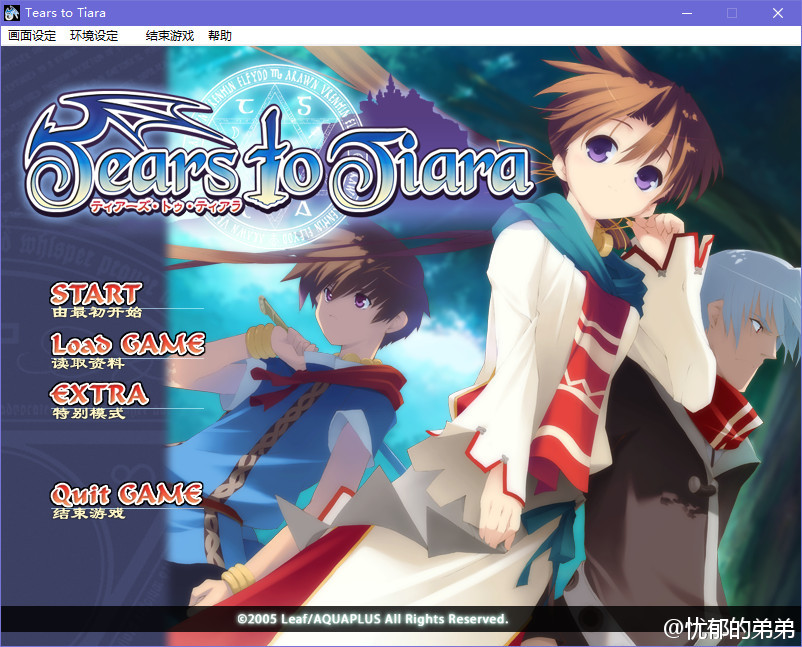 Tears to Tiara
画面设定 环境设定 结束游戏 帮助
Tears to Tiara
ティアーズ・トゥ・ティアラ
START
由最初开始
Load GAME
读取资料
EXTRA
特别模式
Quit GAME
结束游戏
©2005 Leaf/AQUAPLUS All Rights Reserved.
@忧郁的弟弟